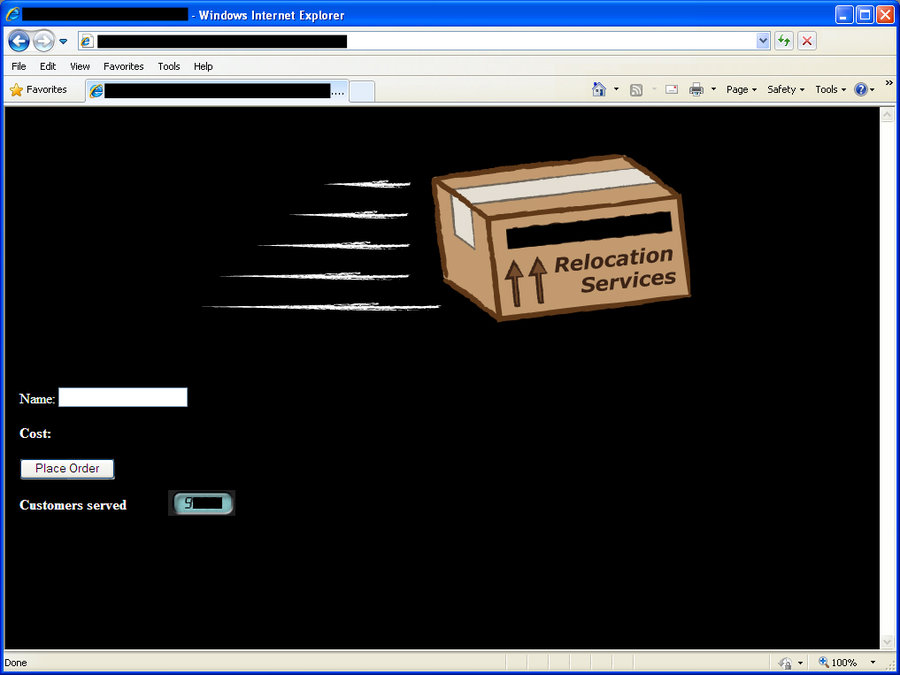 - Windows Internet Explorer
File Edit View Favorites Tools Help
Favorites
....
Page Safety Tools
Relocation
Services
Name:
Cost:
Place Order
Customers served 9
Done
100%